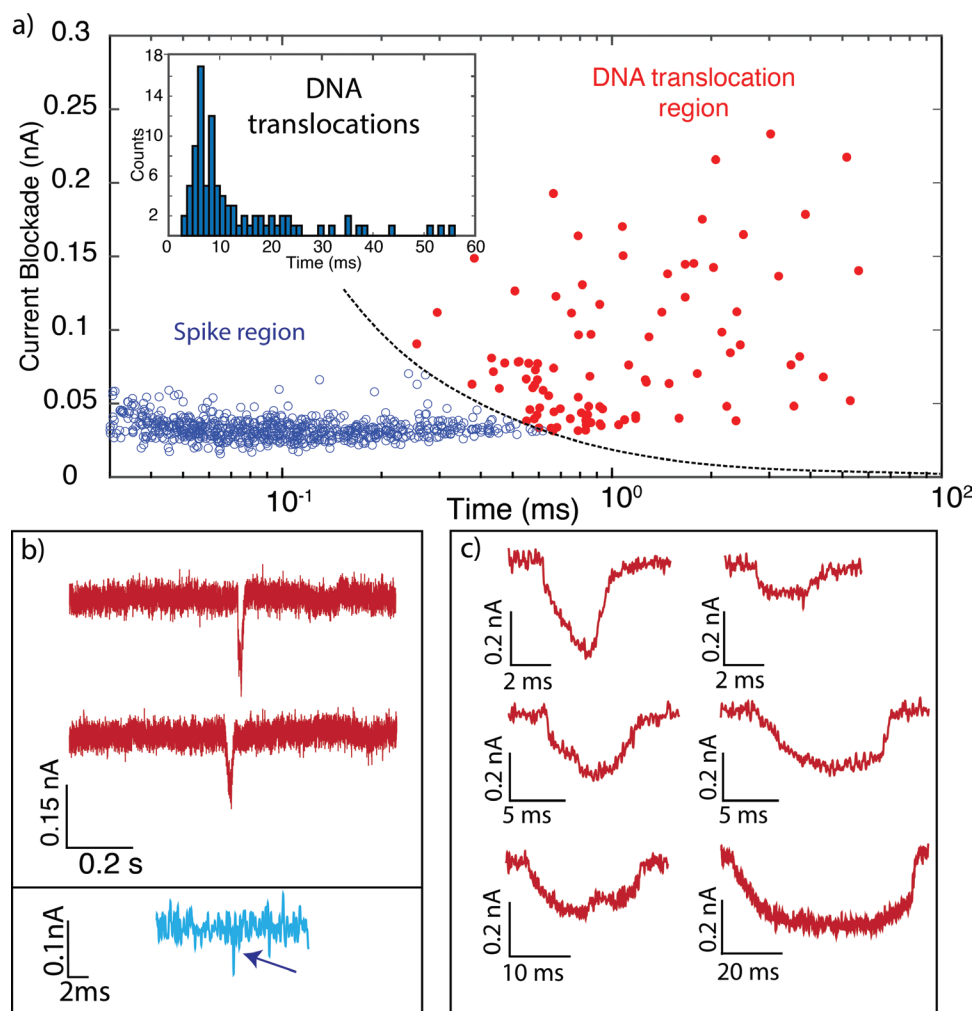 a)
0.3
0.25
0.2
0.15
0.1
0.05
0
Current Blockade (nA)
DNA translocation
region
Spike region
18
14
10
6
2
Counts
DNA
translocations
0 10 20 30 40 50 60
Time (ms)
10⁻¹ 10⁰ 10²
Time (ms)
b)
0.15 nA
0.2 s
0.1nA
2ms
c)
0.2 nA
2 ms
0.2 nA
2 ms
0.2 nA
5 ms
0.2 nA
5 ms
0.2 nA
10 ms
0.2 nA
20 ms